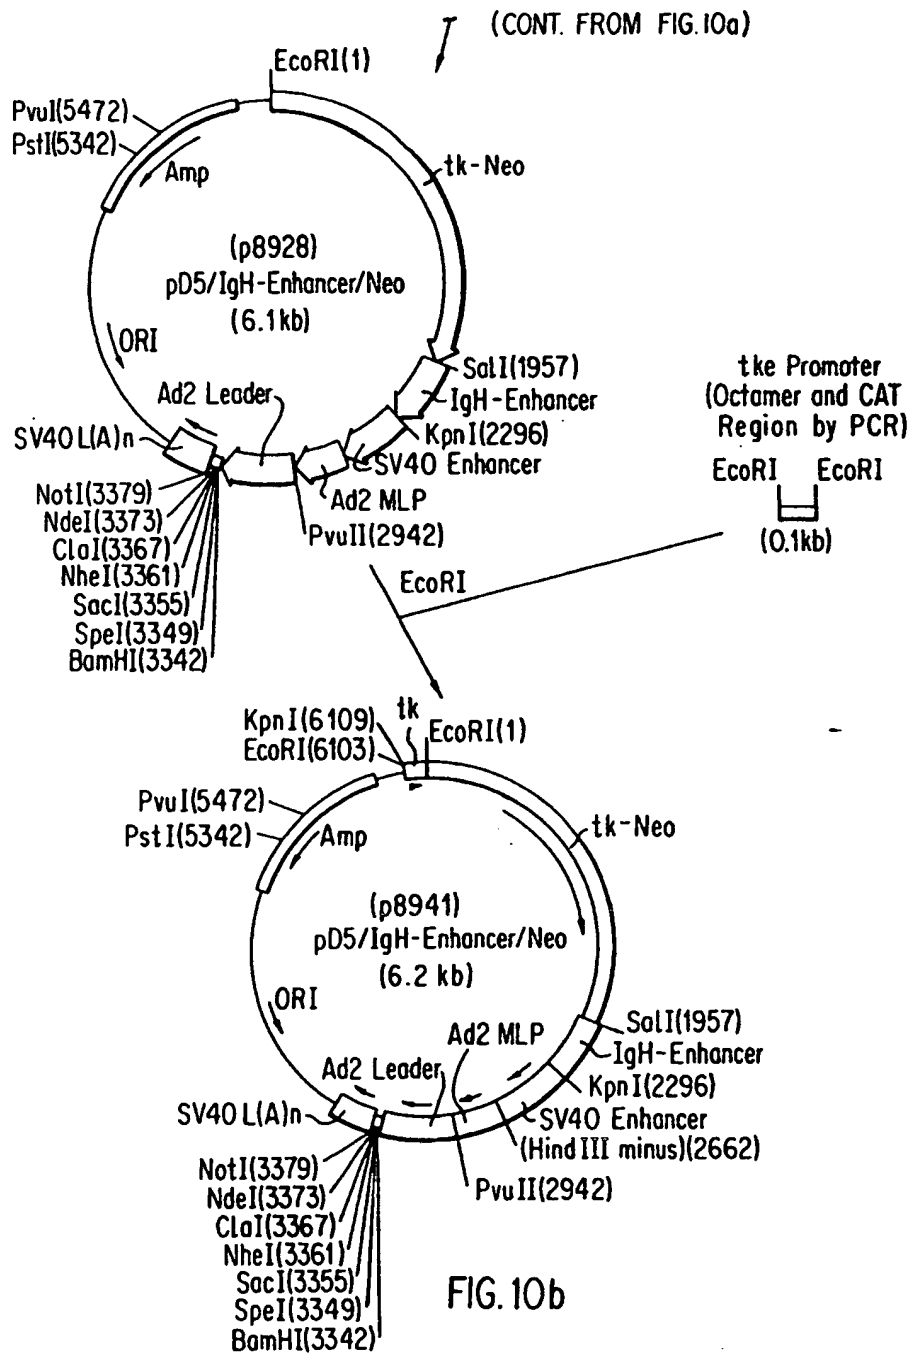 (CONT. FROM FIG.10a)
EcoRI(1)
PvuI(5472)
PstI(5342)
Amp
tk-Neo
(p8928)
pD5/IgH-Enhancer/Neo
(6.1kb)
ORI
Ad2 Leader
SalI(1957)
IgH-Enhancer
KpnI(2296)
SV40 Enhancer
Ad2 MLP
PvuII(2942)
SV40 L(A)n
NotI(3379)
NdeI(3373)
ClaI(3367)
NheI(3361)
SacI(3355)
SpeI(3349)
BamHI(3342)
tke Promoter
(Octamer and CAT
Region by PCR)
EcoRI EcoRI
(0.1kb)
EcoRI
tk
KpnI(6109)
EcoRI(6103)
EcoRI(1)
PvuI(5472)
PstI(5342)
Amp
tk-Neo
(p8941)
pD5/IgH-Enhancer/Neo
(6.2 kb)
ORI
Ad2 MLP
Ad2 Leader
SalI(1957)
IgH-Enhancer
KpnI(2296)
SV40 Enhancer
(Hind III minus)(2662)
PvuII(2942)
SV40 L(A)n
NotI(3379)
NdeI(3373)
ClaI(3367)
NheI(3361)
SacI(3355)
SpeI(3349)
BamHI(3342)
FIG. 10b